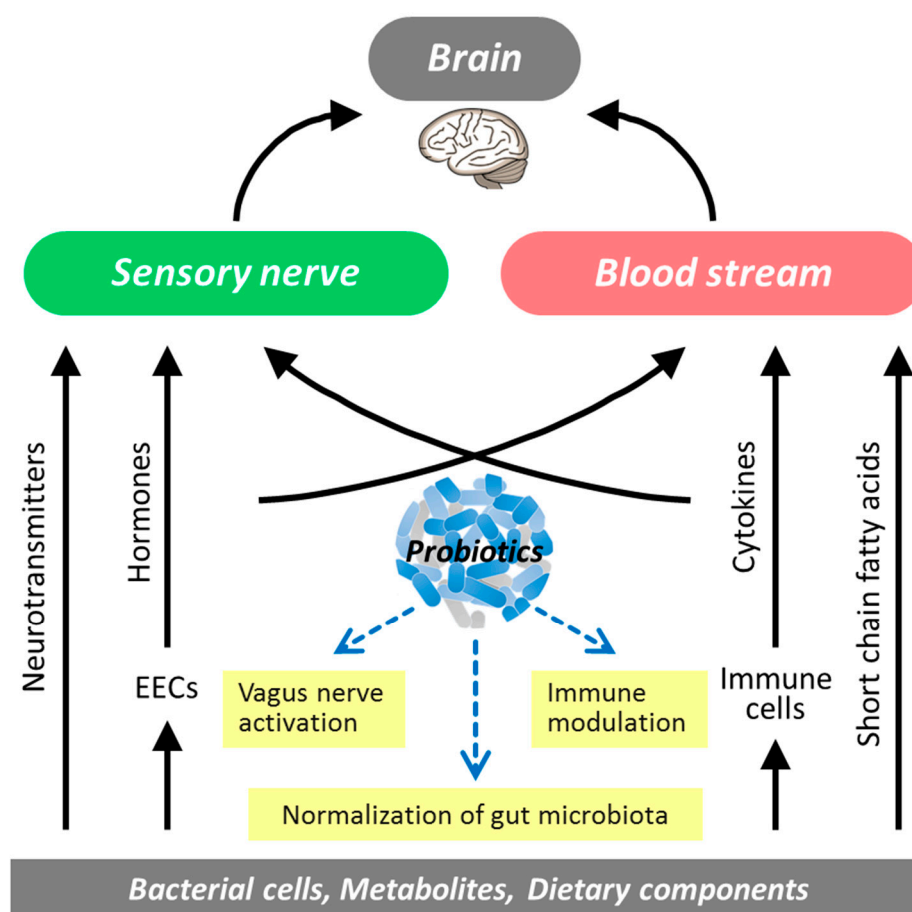 Brain
Sensory nerve
Blood stream
Neurotransmitters
Hormones
Cytokines
Short chain fatty acids
Probiotics
EECs
Vagus nerve
activation
Immune
modulation
Immune
cells
Normalization of gut microbiota
Bacterial cells, Metabolites, Dietary components